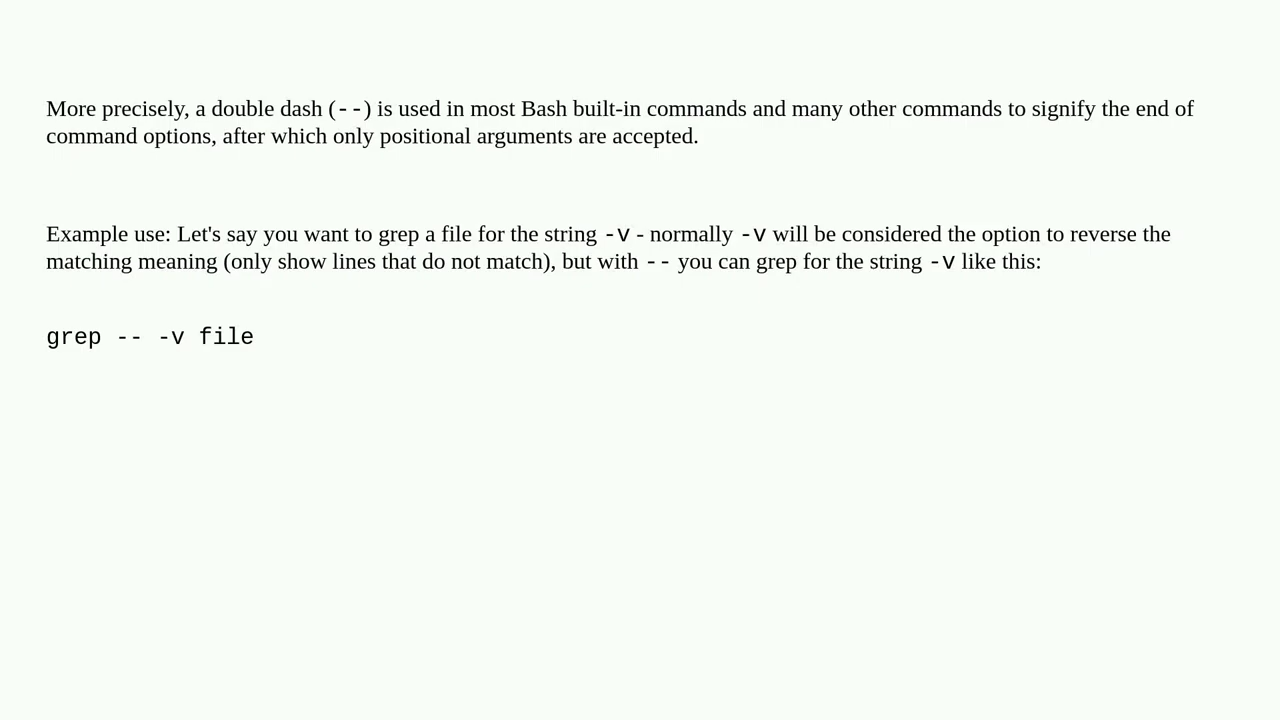 More precisely, a double dash (--) is used in most Bash built-in commands and many other commands to signify the end of
command options, after which only positional arguments are accepted.
Example use: Let's say you want to grep a file for the string -v - normally -v will be considered the option to reverse the
matching meaning (only show lines that do not match), but with -- you can grep for the string -v like this:
grep -- -v file